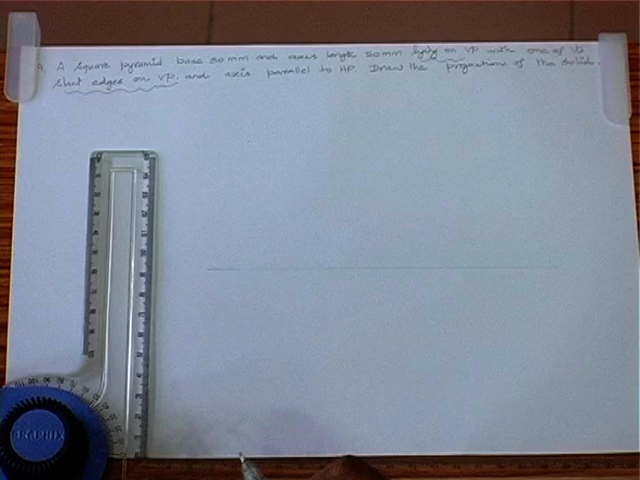 Q. A square pyramid base 30 mm and axis length 50 mm lying on VP with one of its
slant edges on VP. and axis parallel to HP. Draw the projections of the solid.